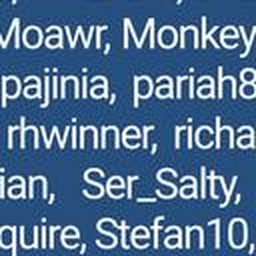 Moawr, Monkey
pajinia, pariah8
rhwinner, richa
ian, Ser_Salty,
quire, Stefan10,